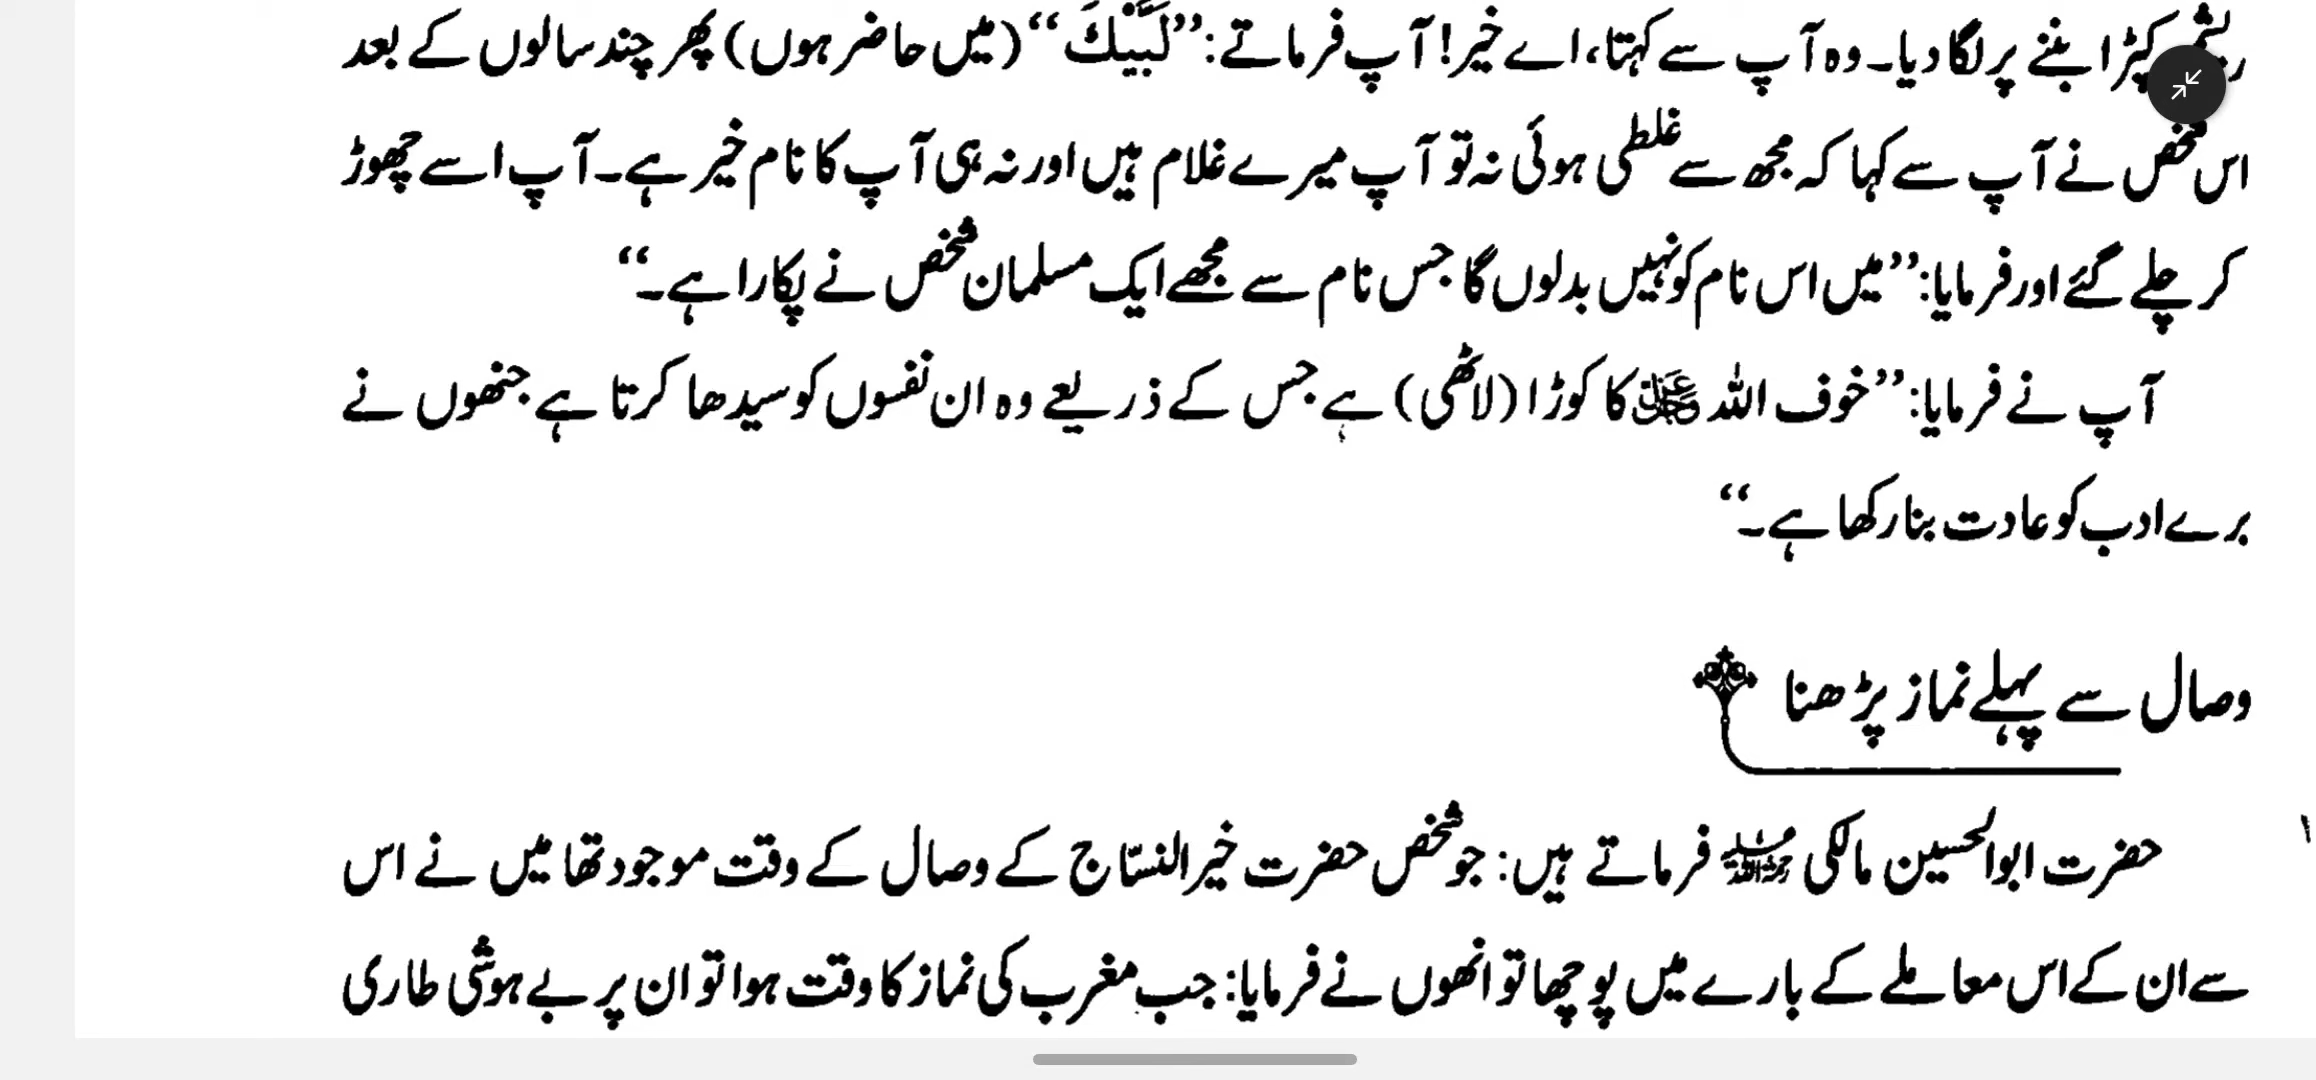 ریشمی کپڑا بننے پر لگا دیا۔ وہ آپ سے کہتا، اے خیر! آپ فرماتے: ’’لَبَّیْكَ‘‘ (میں حاضر ہوں) پھر چند سالوں کے بعد
اس شخص نے آپ سے کہا کہ مجھ سے غلطی ہوئی نہ تو آپ میرے غلام ہیں اور نہ ہی آپ کا نام خیر ہے۔ آپ اسے چھوڑ
کر چلے گئے اور فرمایا: ’’میں اس نام کو نہیں بدلوں گا جس نام سے مجھے ایک مسلمان شخص نے پکارا ہے۔‘‘
آپ نے فرمایا: ’’خوف اللہ عزوجل کا کوڑا (لاٹھی) ہے جس کے ذریعے وہ ان نفسوں کو سیدھا کرتا ہے جنھوں نے
برے ادب کو عادت بنا رکھا ہے۔‘‘
وصال سے پہلے نماز پڑھنا
حضرت ابوالحسین مالکی رحمۃ اللہ علیہ فرماتے ہیں: جو شخص حضرت خیر النسّاج کے وصال کے وقت موجود تھا میں نے اس
سے ان کے اس معاملے کے بارے میں پوچھا تو انھوں نے فرمایا: جب مغرب کی نماز کا وقت ہوا تو ان پر بے ہوشی طاری